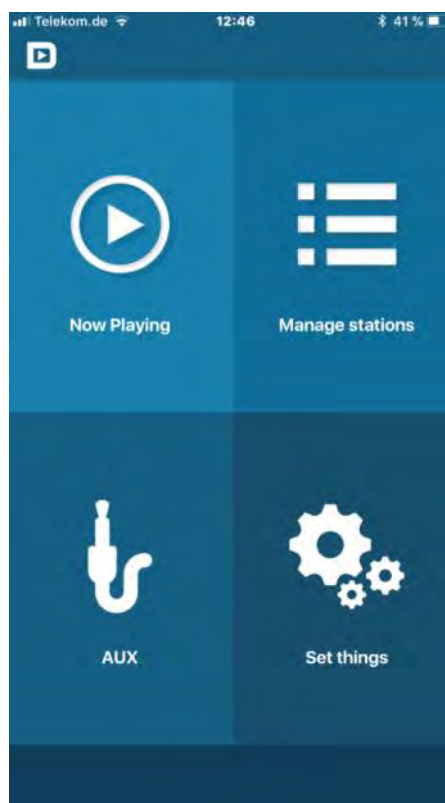 Telekom.de 12:46 41 %
Now Playing
Manage stations
AUX
Set things